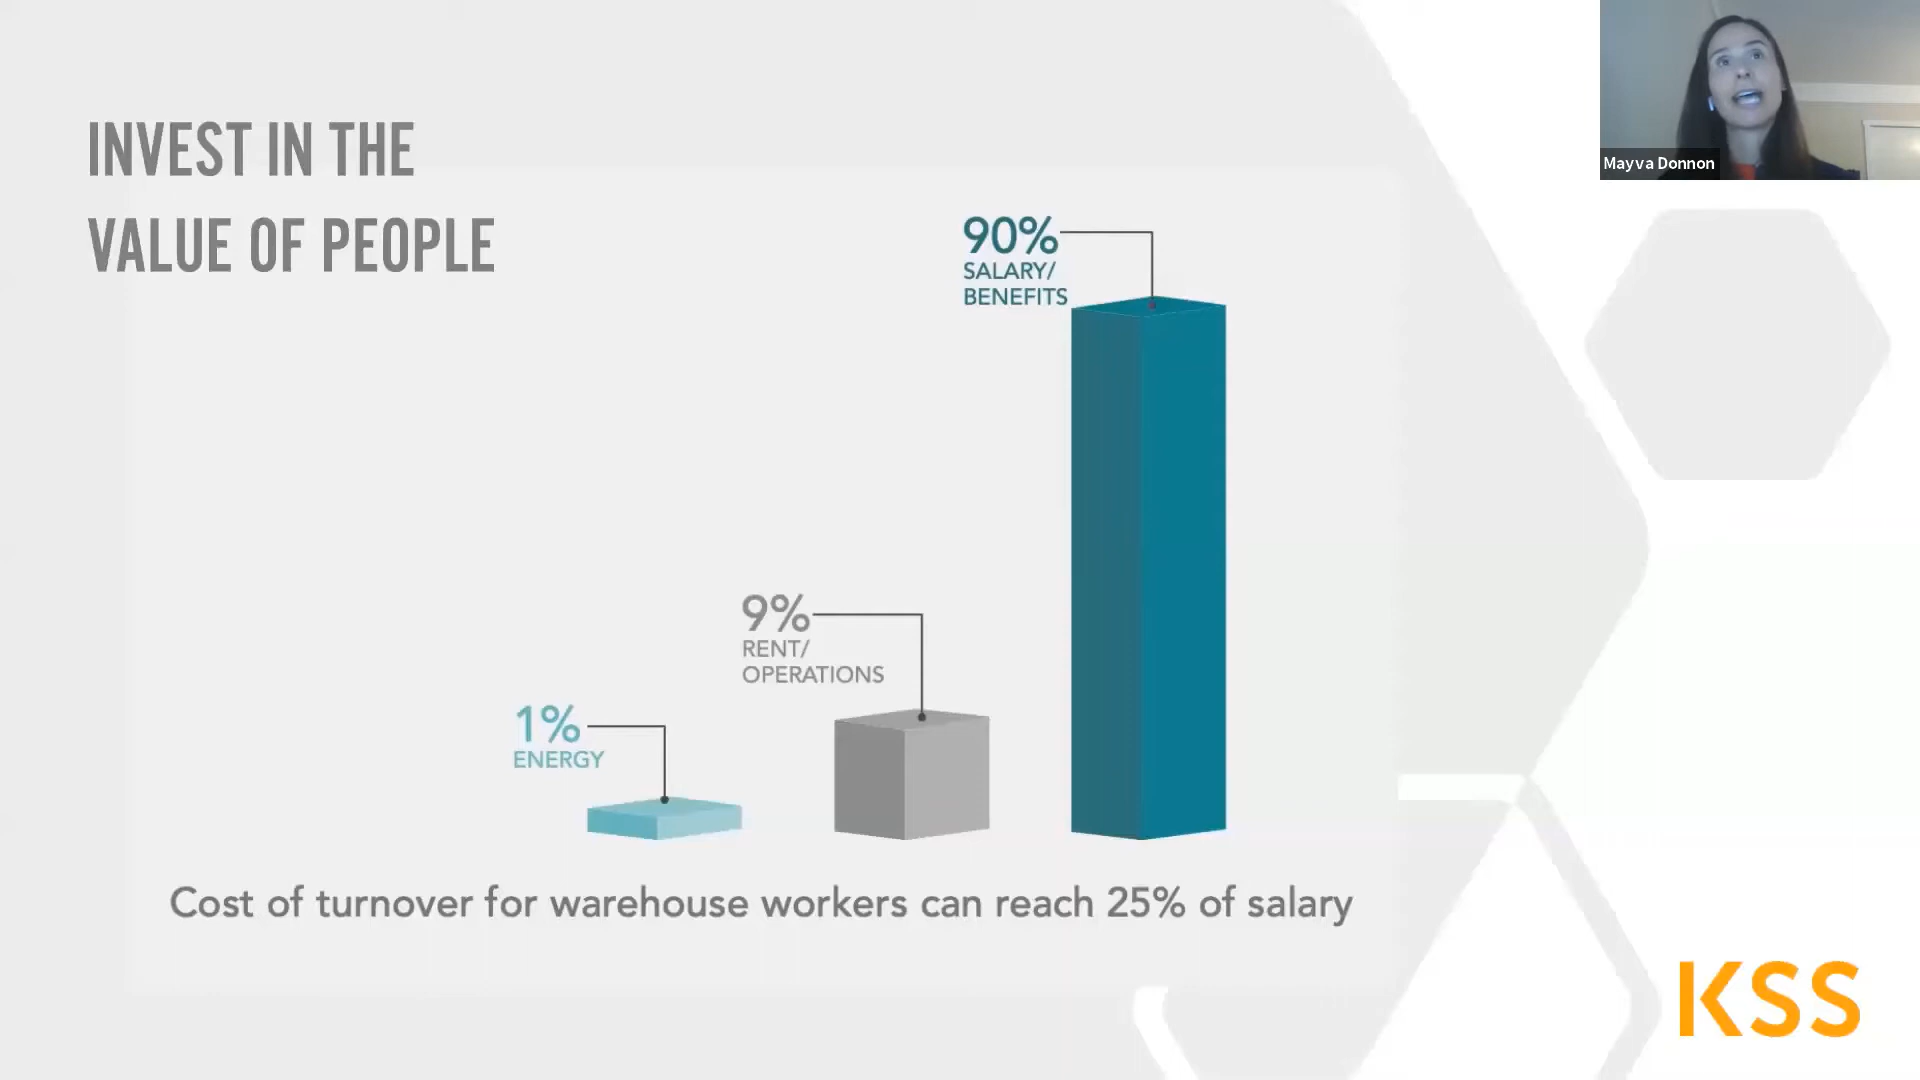 INVEST IN THE
VALUE OF PEOPLE
Mayva Donnon
90%
SALARY/
BENEFITS
9%
RENT/
OPERATIONS
1%
ENERGY
Cost of turnover for warehouse workers can reach 25% of salary
KSS